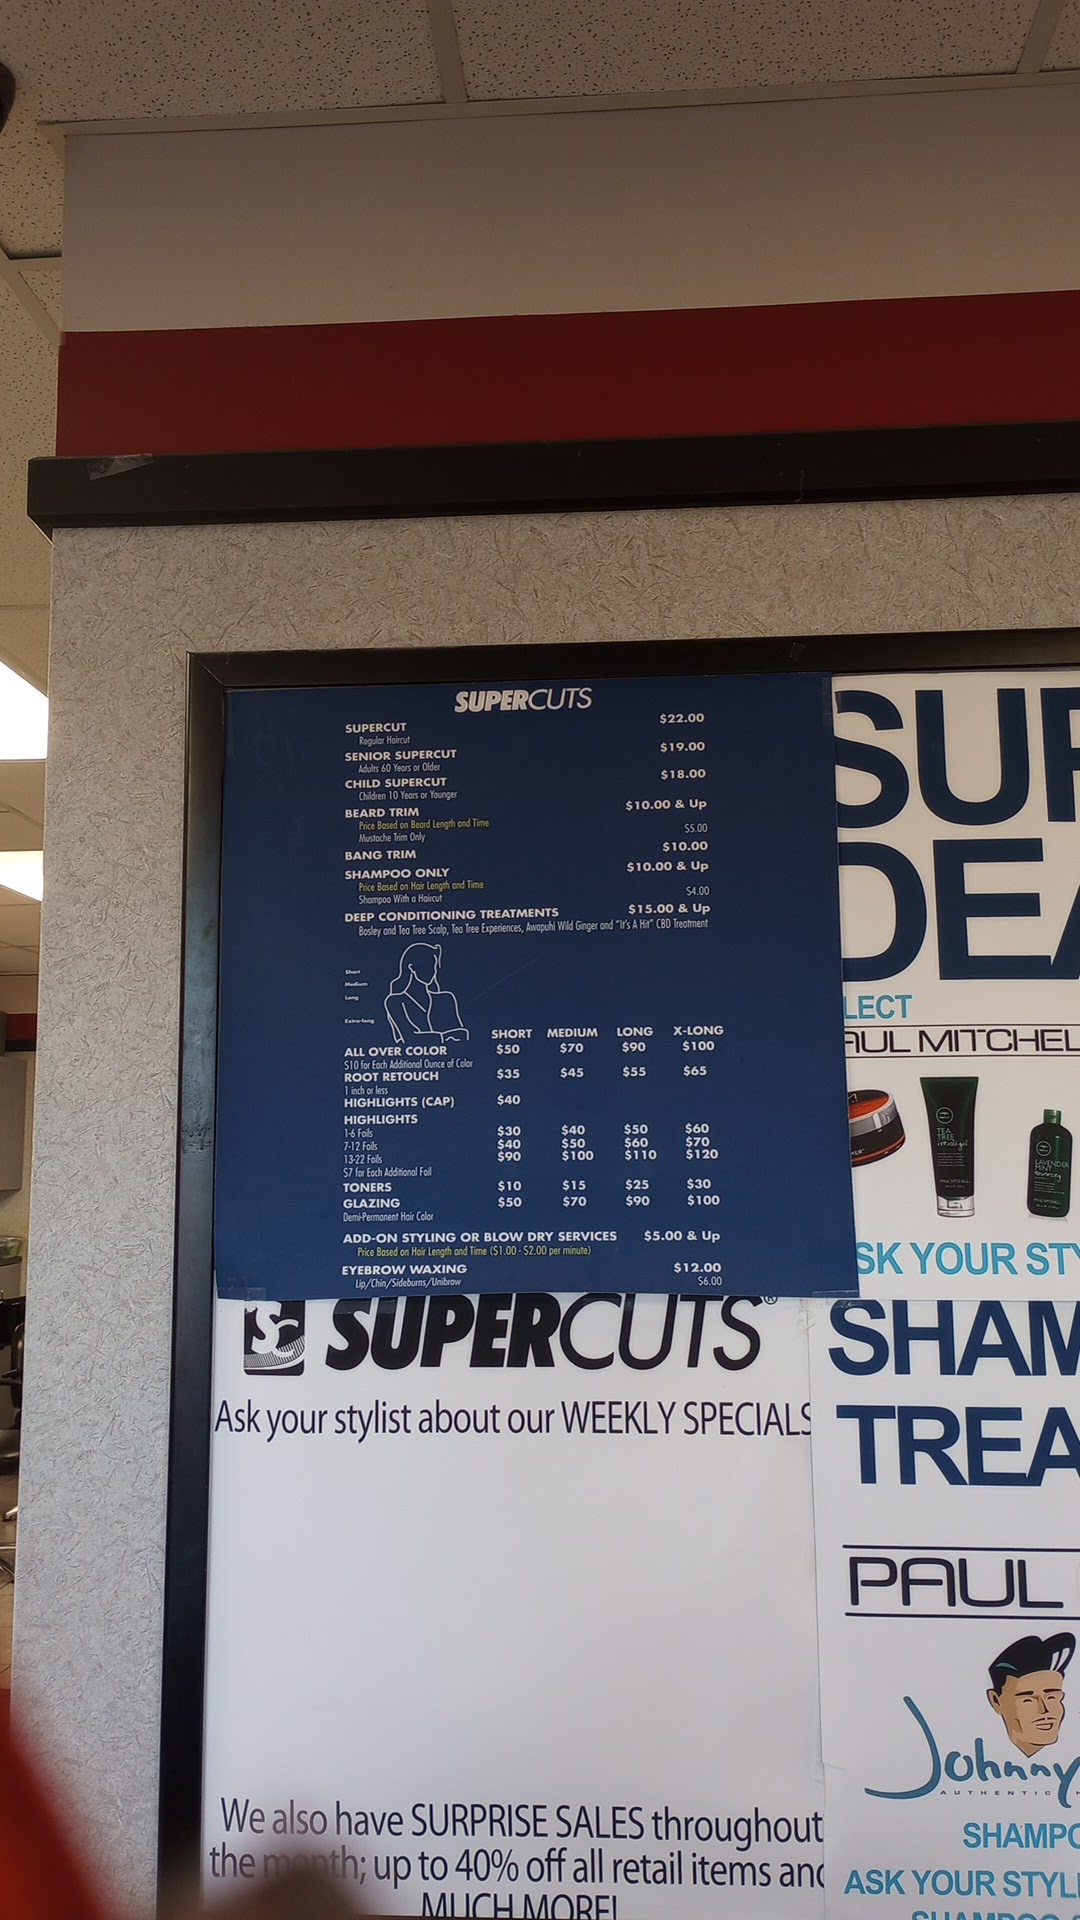 SUPERCUTS
SUPERCUT $22.00
Regular Haircut
SENIOR SUPERCUT $19.00
Adults 60 Years or Older
CHILD SUPERCUT $18.00
Children 10 Years or Younger
BEARD TRIM $10.00 & Up
Price Based on Beard Length and Time
Mustache Trim Only $5.00
BANG TRIM $10.00
SHAMPOO ONLY $10.00 & Up
Price Based on Hair Length and Time
Shampoo With a Haircut $4.00
DEEP CONDITIONING TREATMENTS $15.00 & Up
Bosley and Tea Tree Scalp, Tea Tree Experiences, Awapuhi Wild Ginger and "It's A Hit" CBD Treatment
Short
Medium
Long
Extra-long
SHORT MEDIUM LONG X-LONG
ALL OVER COLOR $50 $70 $90 $100
$10 for Each Additional Ounce of Color
ROOT RETOUCH $35 $45 $55 $65
1 inch or less
HIGHLIGHTS (CAP) $40
HIGHLIGHTS
1-6 Foils $30 $40 $50 $60
7-12 Foils $40 $50 $60 $70
13-22 Foils $90 $100 $110 $120
$7 for Each Additional Foil
TONERS $10 $15 $25 $30
GLAZING $50 $70 $90 $100
Demi-Permanent Hair Color
ADD-ON STYLING OR BLOW DRY SERVICES $5.00 & Up
Price Based on Hair Length and Time ($1.00 - $2.00 per minute)
EYEBROW WAXING $12.00
Lip/Chin/Sideburns/Unibrow $6.00
SUPERCUTS®
Ask your stylist about our WEEKLY SPECIALS
We also have SURPRISE SALES throughout
the month; up to 40% off all retail items and
MUCH MORE!
SUP
DEA
LECT
AUL MITCHEL
TEA TREE
LAVENDER MINT
SK YOUR STY
SHAM
TREA
PAUL
Johnny
AUTHENTIC
SHAMPO
ASK YOUR STYL